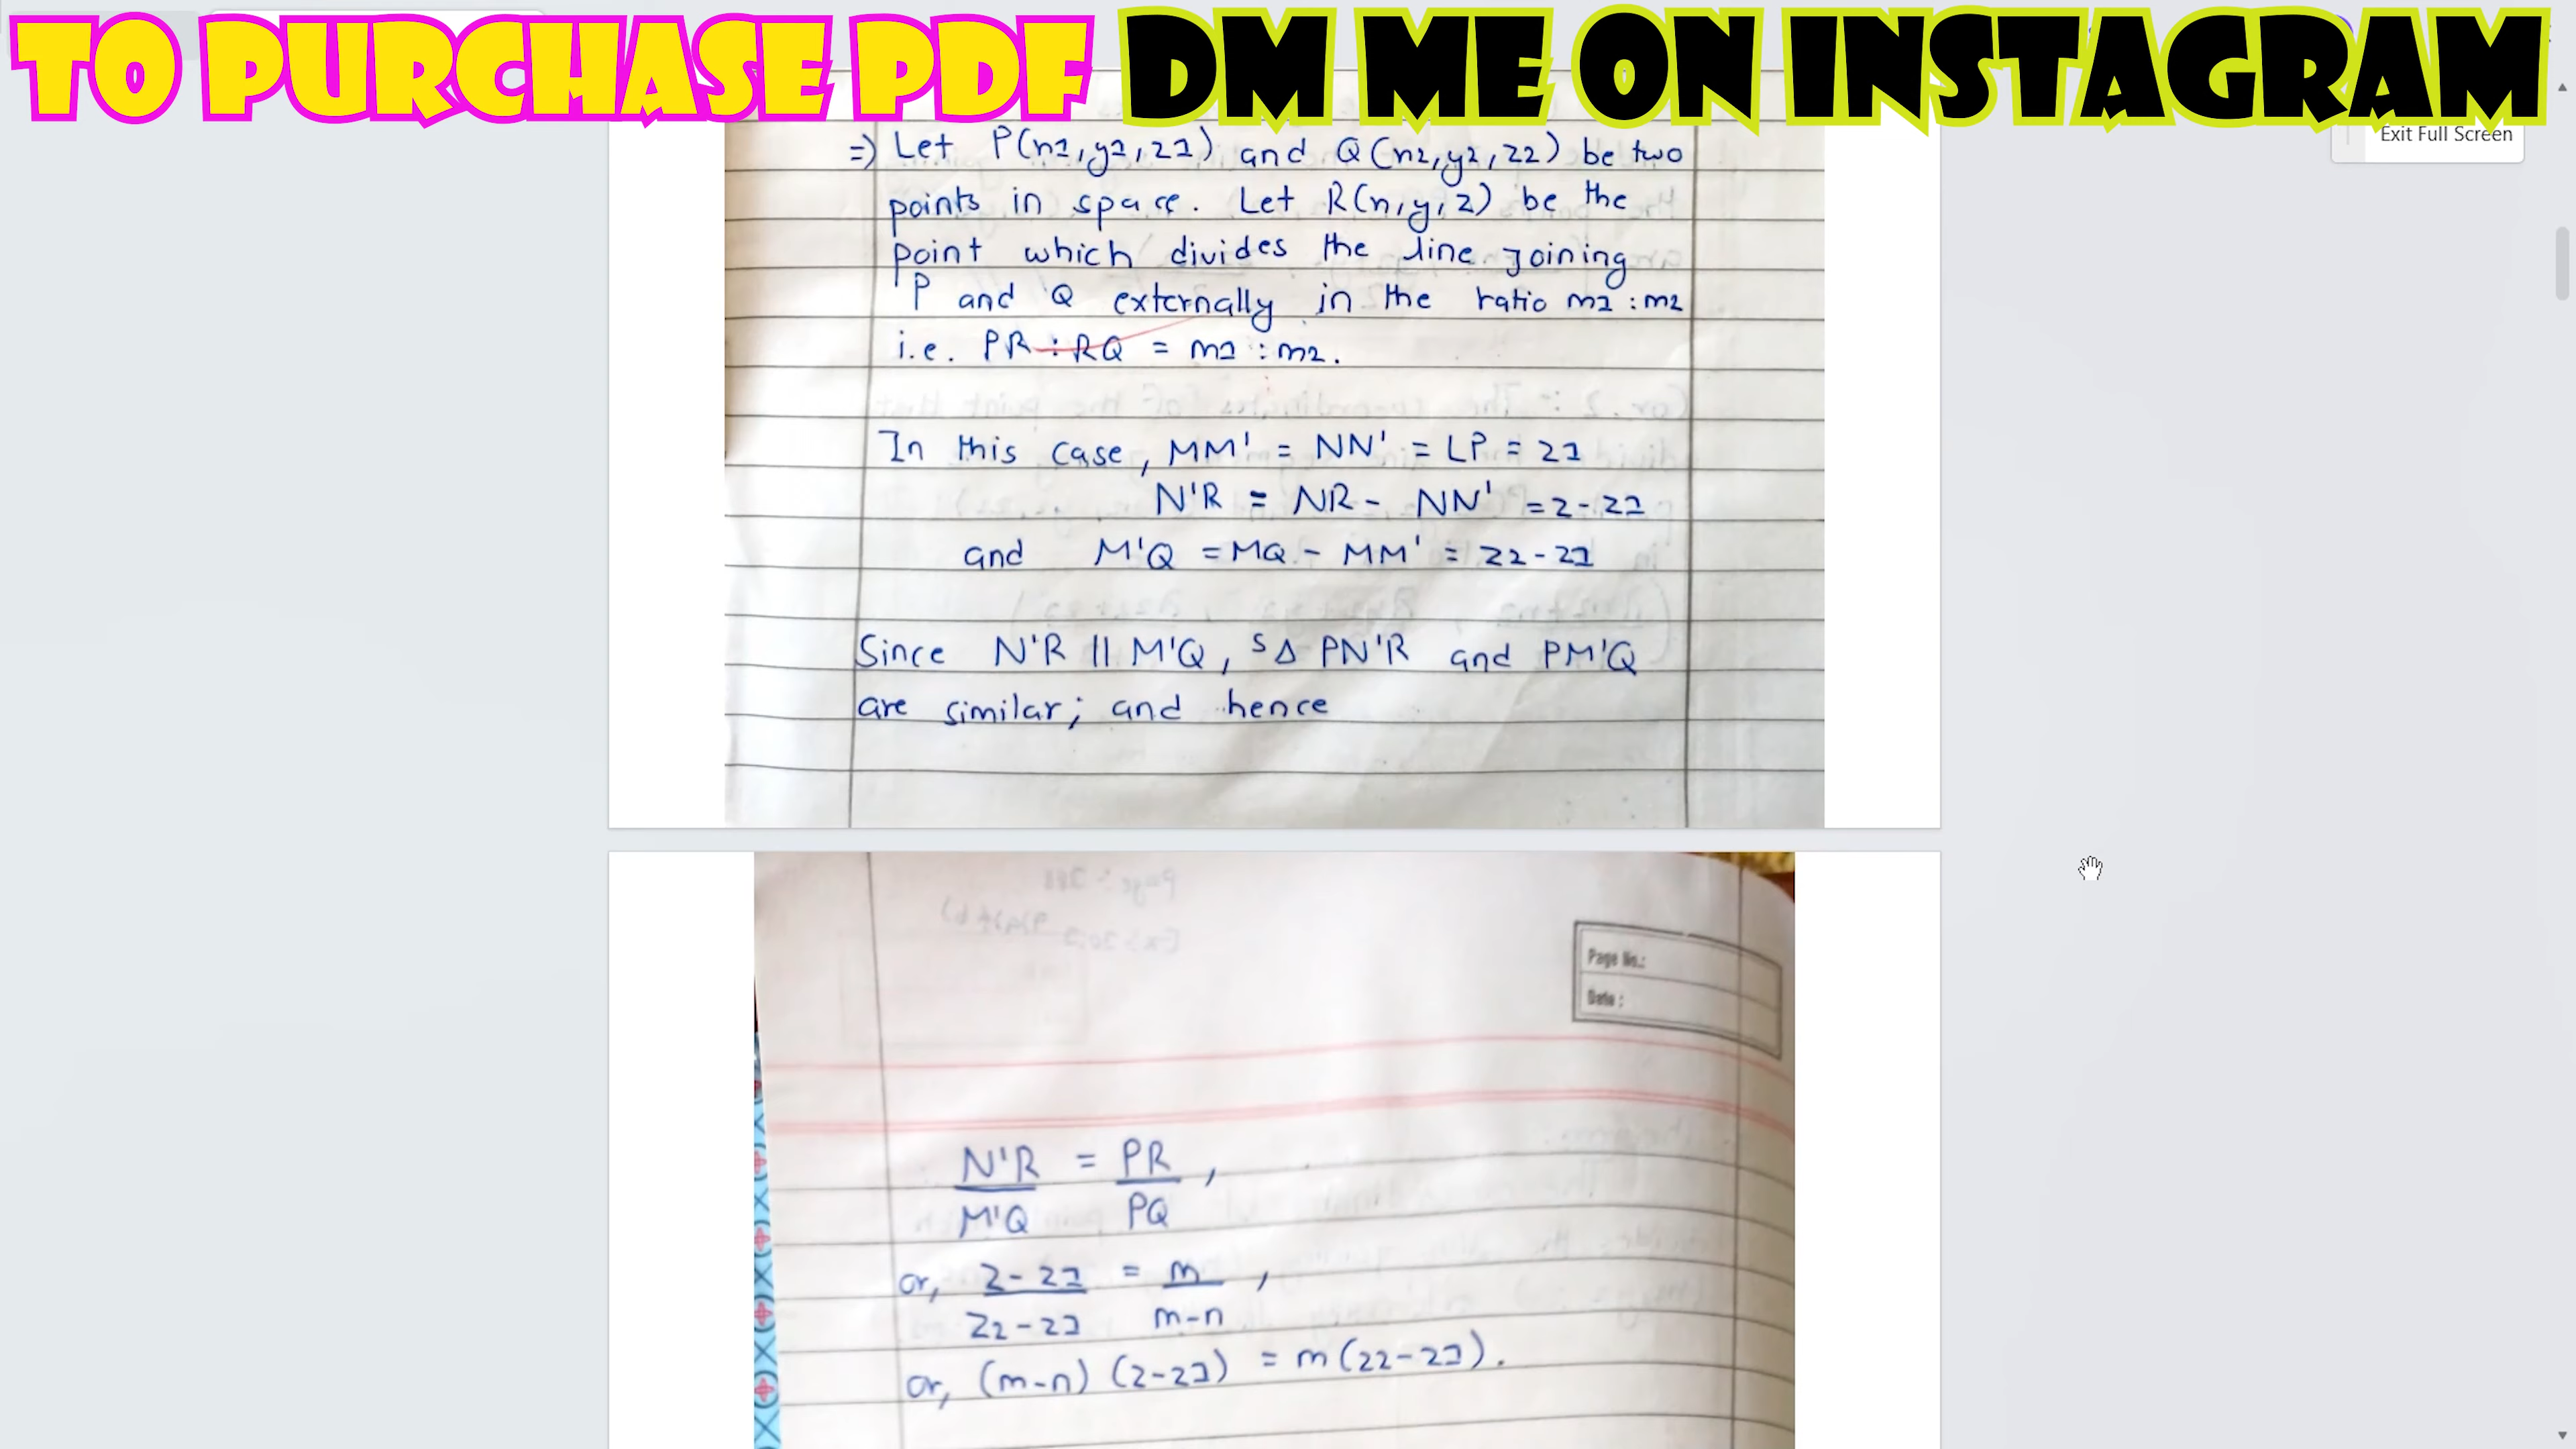 TO PURCHASE PDF DM ME ON INSTAGRAM
Exit Full Screen
=) Let P(n1, y1, z1) and Q(n2, y2, z2) be two
points in space. Let R(n, y, z) be the
point which divides the line joining
P and Q externally in the ratio m1 : m2
i.e. PR : RQ = m1 : m2.
In this case, MM' = NN' = LP = z1
N'R = NR - NN' = z - z1
and M'Q = MQ - MM' = z2 - z1
Since N'R || M'Q, s Δ PN'R and PM'Q
are similar; and hence
Page No.:
Date :
N'R = PR ,
M'Q PQ
or, z - z1 = m ,
z2 - z1 m-n
or, (m-n) (z-z1) = m (z2-z1).